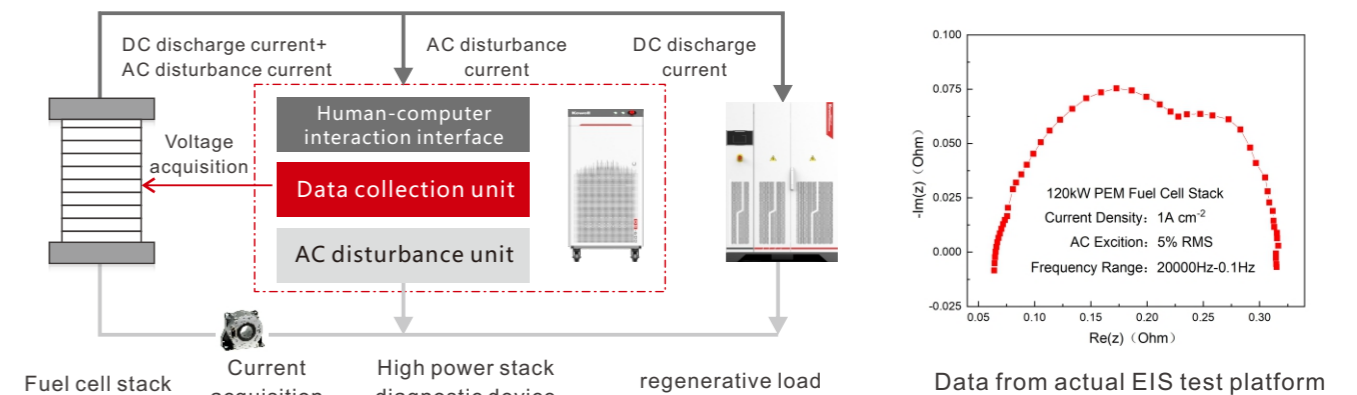 DC discharge current+
AC disturbance current
AC disturbance
current
DC discharge
current
Human-computer
interaction interface
Voltage
acquisition
Data collection unit
AC disturbance unit
Fuel cell stack
Current
acquisition
High power stack
diagnostic device
regenerative load
0.100
0.075
0.050
0.025
0.000
-0.025
-Im(z) (Ohm)
120kW PEM Fuel Cell Stack
Current Density: 1A cm⁻²
AC Excition: 5% RMS
Frequency Range: 20000Hz-0.1Hz
0.05 0.10 0.15 0.20 0.25 0.30
Re(z) (Ohm)
Data from actual EIS test platform